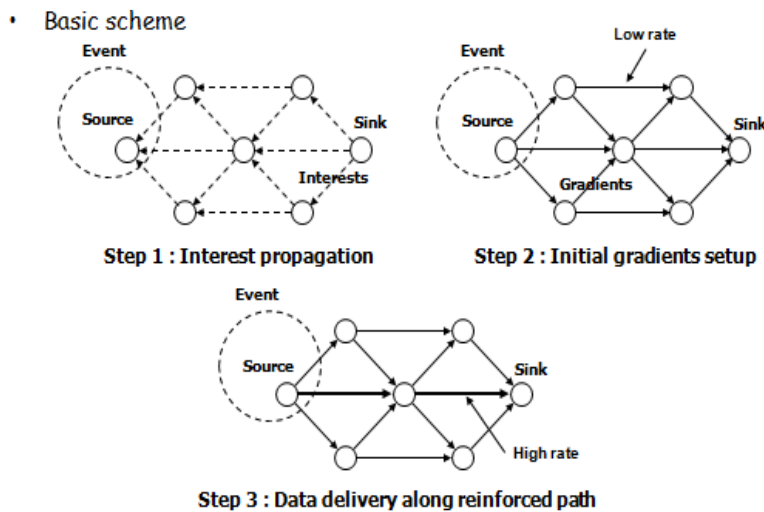 • Basic scheme
Event
Source
Sink
Interests
Step 1 : Interest propagation
Low rate
Event
Source
Sink
Gradients
Step 2 : Initial gradients setup
Event
Source
Sink
High rate
Step 3 : Data delivery along reinforced path